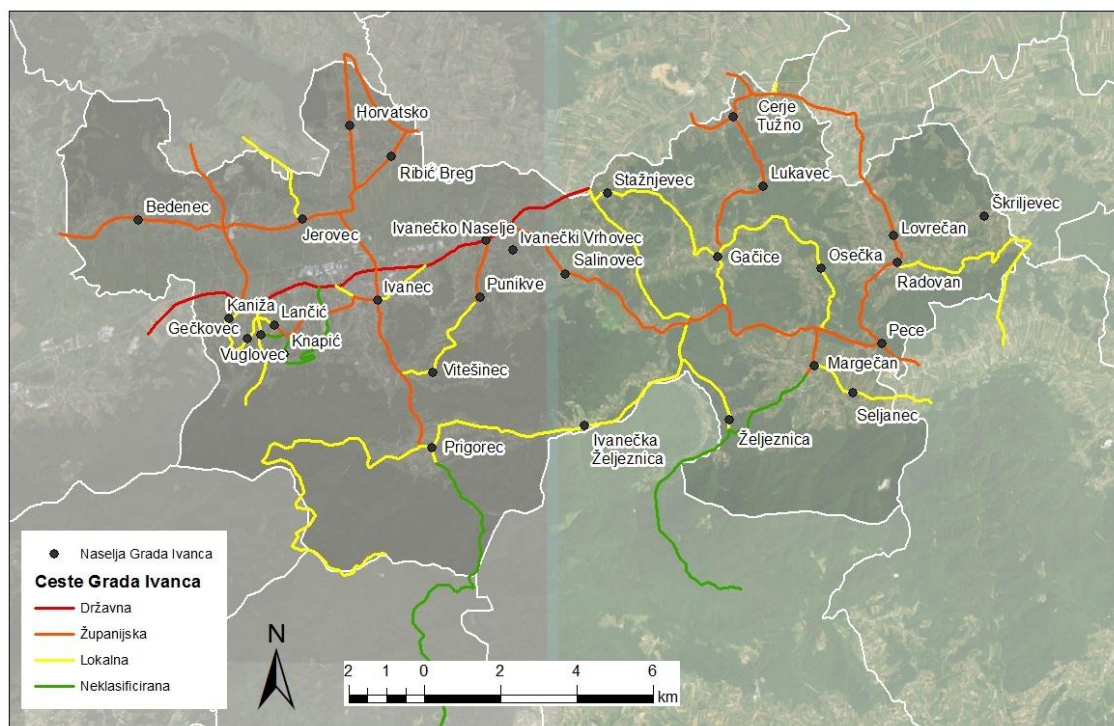 Horvatsko
Cerje
Tužno
Ribić Breg
Stažnjevec
Lukavec
Bedenec
Škriljevec
Jerovec
Ivanečko Naselje
Ivanečki Vrhovec
Lovrečan
Salinovec
Gačice
Osečka
Radovan
Ivanec
Punikve
Kaniža
Lančić
Gečkovec
Knapić
Vuglovec
Pece
Margečan
Vitešinec
Seljanec
Prigorec
Ivanečka
Željeznica
Željeznica
Naselja Grada Ivanca
Ceste Grada Ivanca
Državna
Županijska
Lokalna
Neklasificirana
N
2 1 0 2 4 6
km